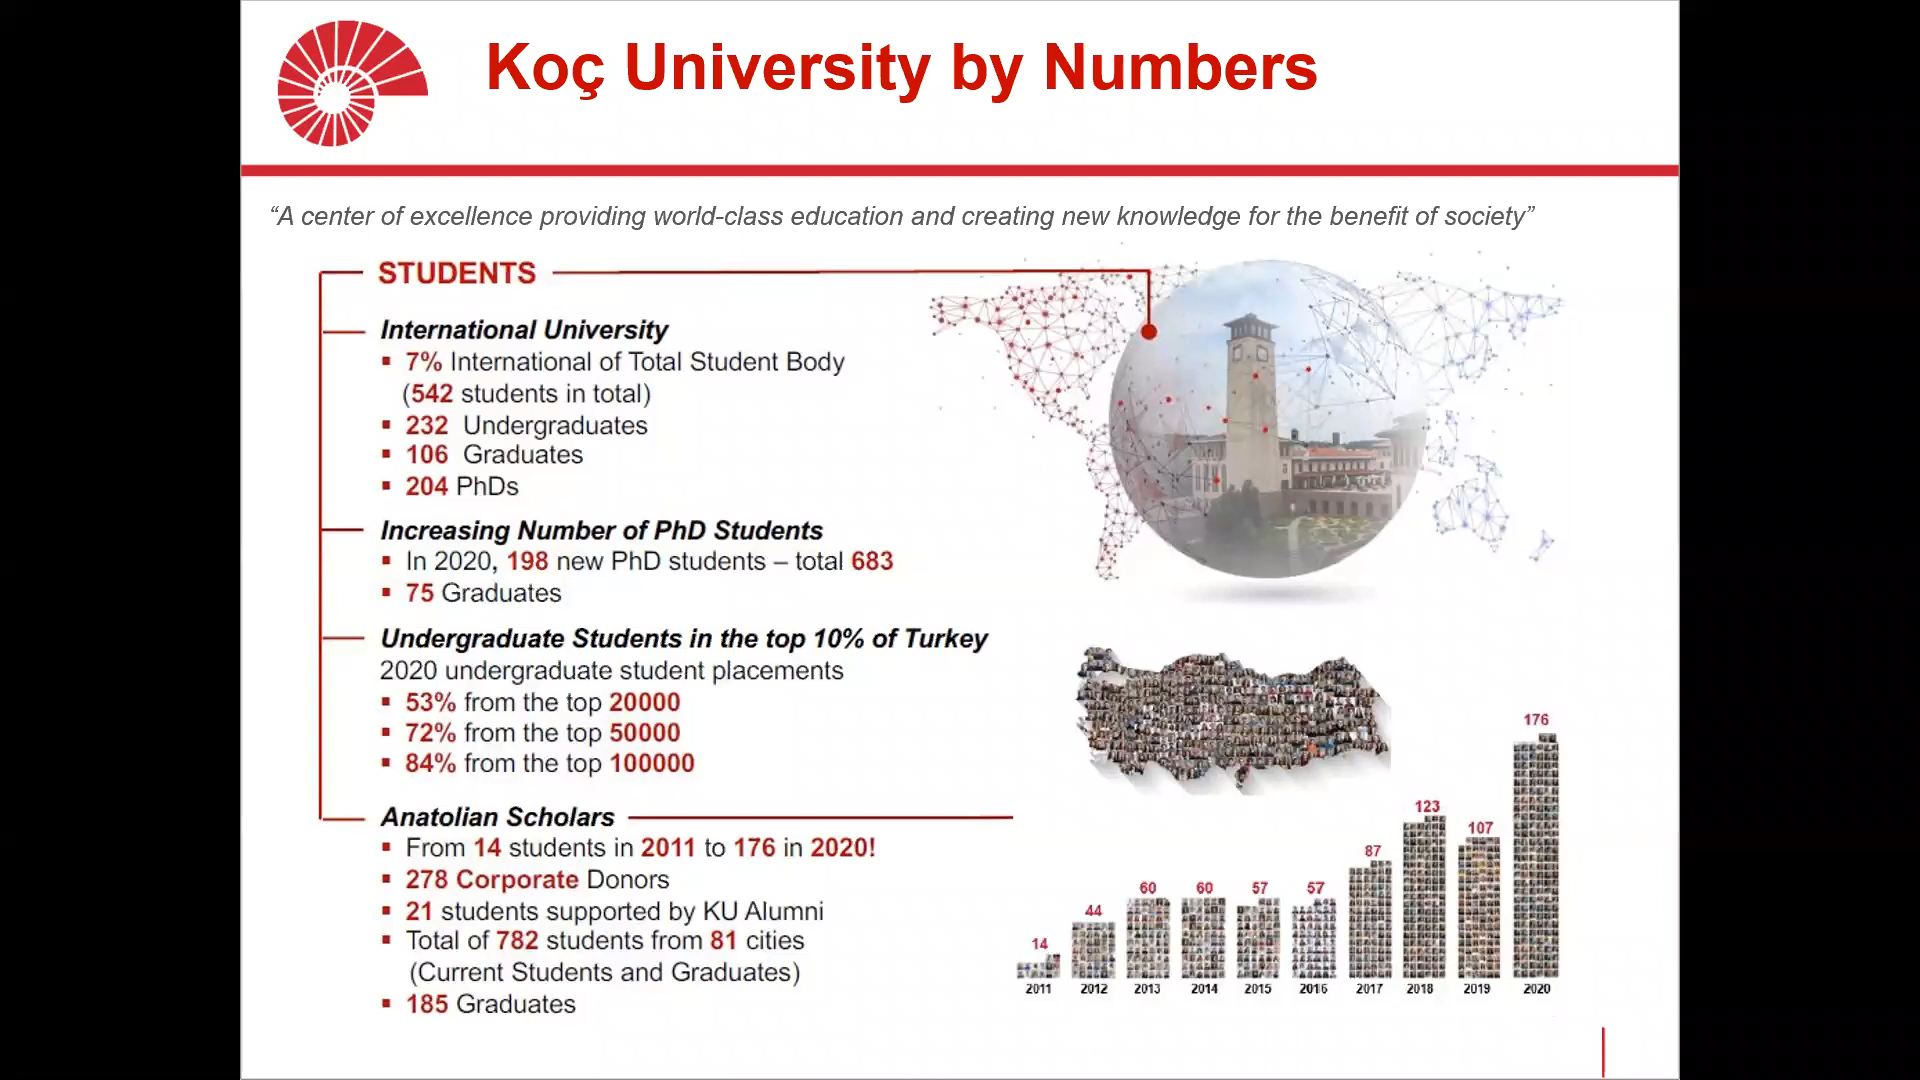 Koç University by Numbers
“A center of excellence providing world-class education and creating new knowledge for the benefit of society”
STUDENTS
International University
▪ 7% International of Total Student Body
(542 students in total)
▪ 232 Undergraduates
▪ 106 Graduates
▪ 204 PhDs
Increasing Number of PhD Students
▪ In 2020, 198 new PhD students – total 683
▪ 75 Graduates
Undergraduate Students in the top 10% of Turkey
2020 undergraduate student placements
▪ 53% from the top 20000
▪ 72% from the top 50000
▪ 84% from the top 100000
Anatolian Scholars
▪ From 14 students in 2011 to 176 in 2020!
▪ 278 Corporate Donors
▪ 21 students supported by KU Alumni
▪ Total of 782 students from 81 cities
(Current Students and Graduates)
▪ 185 Graduates
14 44 60 60 57 57 87 123 107 176
2011 2012 2013 2014 2015 2016 2017 2018 2019 2020